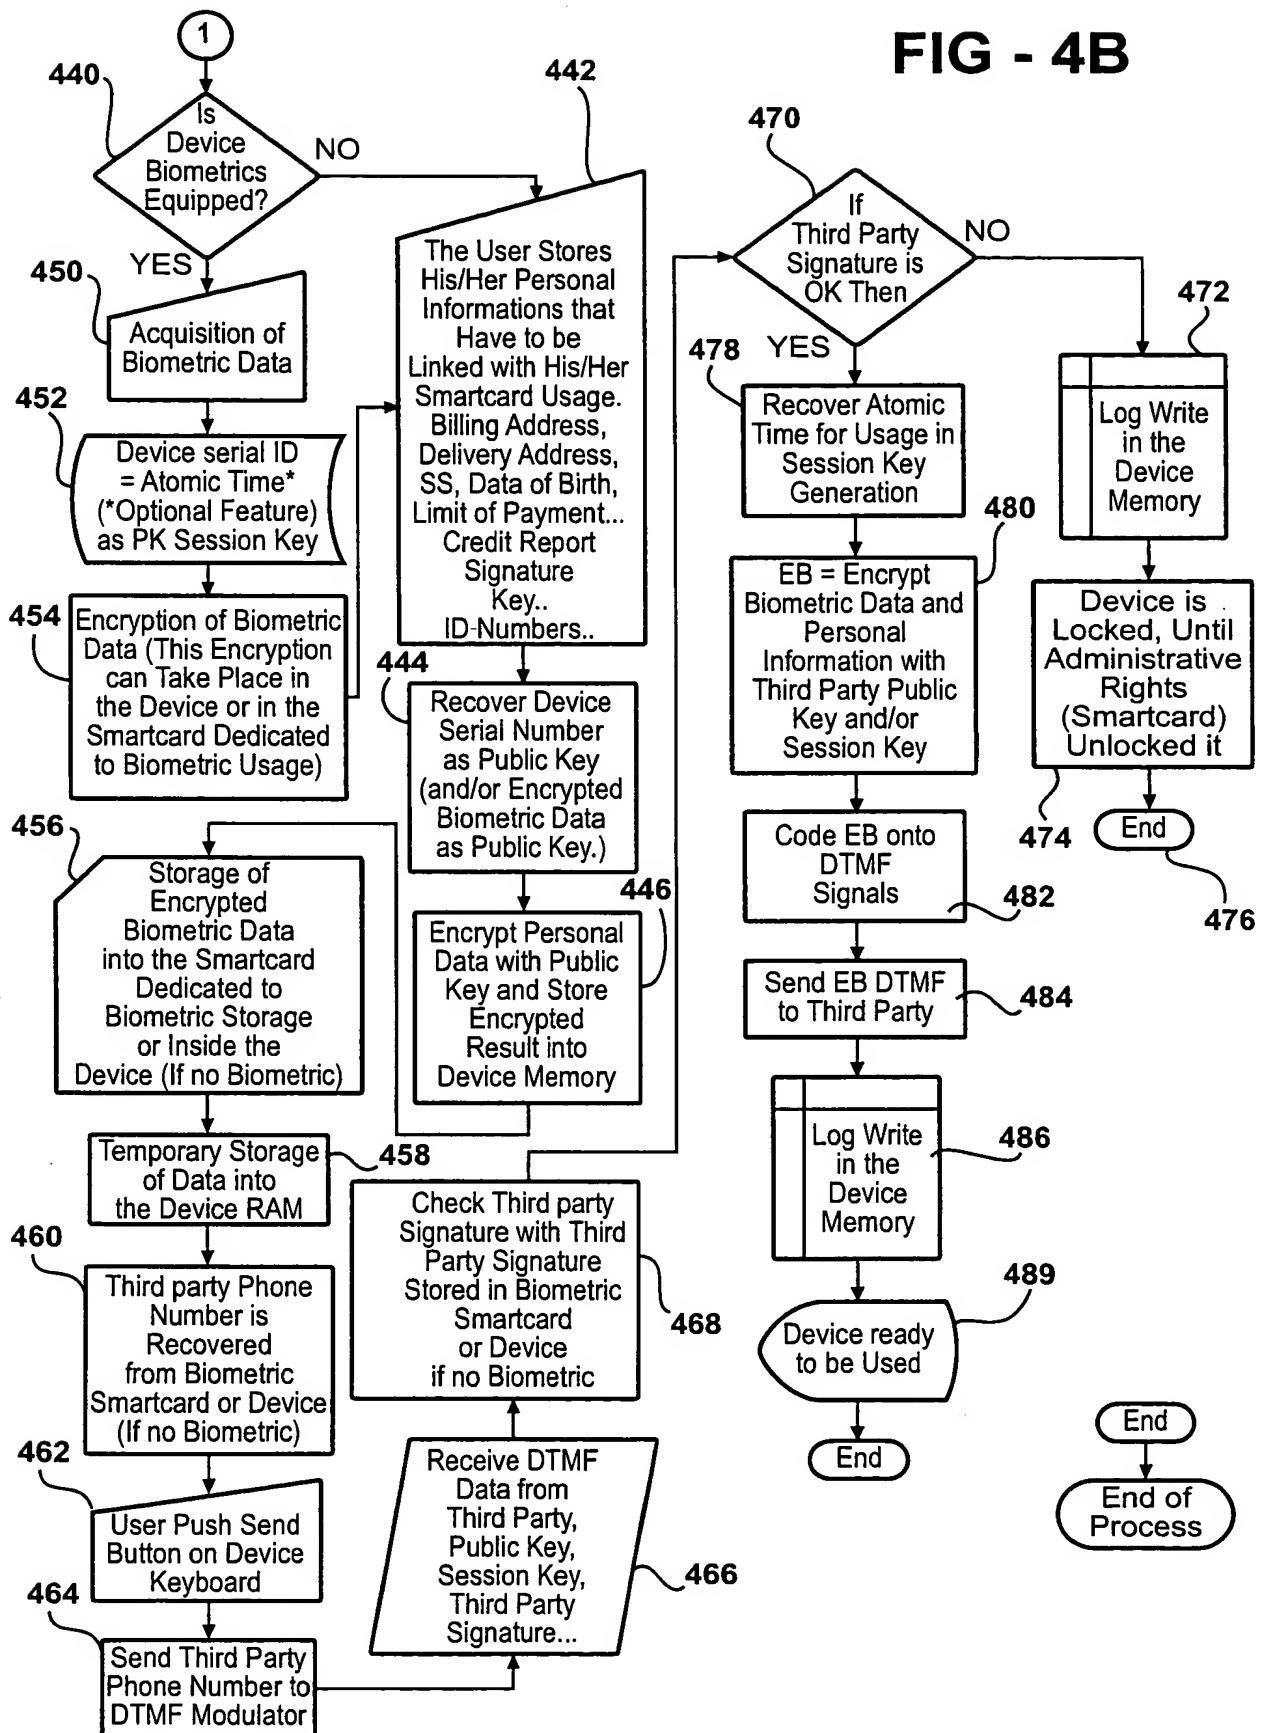 FIG - 4B
1
440
Is
Device
Biometrics
Equipped?
NO
YES
442
The User Stores
His/Her Personal
Informations that
Have to be
Linked with His/Her
Smartcard Usage.
Billing Address,
Delivery Address,
SS, Data of Birth,
Limit of Payment...
Credit Report
Signature
Key..
ID-Numbers..
450
Acquisition of
Biometric Data
452
Device serial ID
= Atomic Time*
(*Optional Feature)
as PK Session Key
454
Encryption of Biometric
Data (This Encryption
can Take Place in
the Device or in the
Smartcard Dedicated
to Biometric Usage)
444
Recover Device
Serial Number
as Public Key
(and/or Encrypted
Biometric Data
as Public Key.)
446
Encrypt Personal
Data with Public
Key and Store
Encrypted
Result into
Device Memory
456
Storage of
Encrypted
Biometric Data
into the Smartcard
Dedicated to
Biometric Storage
or Inside the
Device (If no Biometric)
458
Temporary Storage
of Data into
the Device RAM
460
Third party Phone
Number is
Recovered
from Biometric
Smartcard or Device
(If no Biometric)
462
User Push Send
Button on Device
Keyboard
464
Send Third Party
Phone Number to
DTMF Modulator
466
Receive DTMF
Data from
Third Party,
Public Key,
Session Key,
Third Party
Signature...
468
Check Third party
Signature with Third
Party Signature
Stored in Biometric
Smartcard
or Device
if no Biometric
470
If
Third Party
Signature is
OK Then
NO
YES
472
Log Write
in the
Device
Memory
474
Device is
Locked, Until
Administrative
Rights
(Smartcard)
Unlocked it
476
End
478
Recover Atomic
Time for Usage in
Session Key
Generation
480
EB = Encrypt
Biometric Data and
Personal
Information with
Third Party Public
Key and/or
Session Key
482
Code EB onto
DTMF
Signals
484
Send EB DTMF
to Third Party
486
Log Write
in the
Device
Memory
489
Device ready
to be Used
End
End
End of
Process